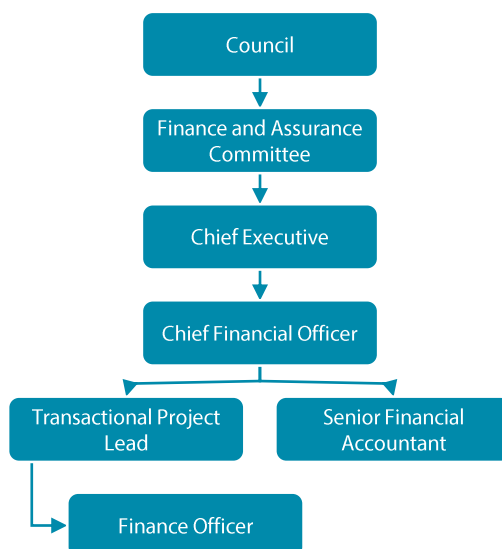 Council
Finance and Assurance
Committee
Chief Executive
Chief Financial Officer
Transactional Project
Lead
Senior Financial
Accountant
Finance Officer